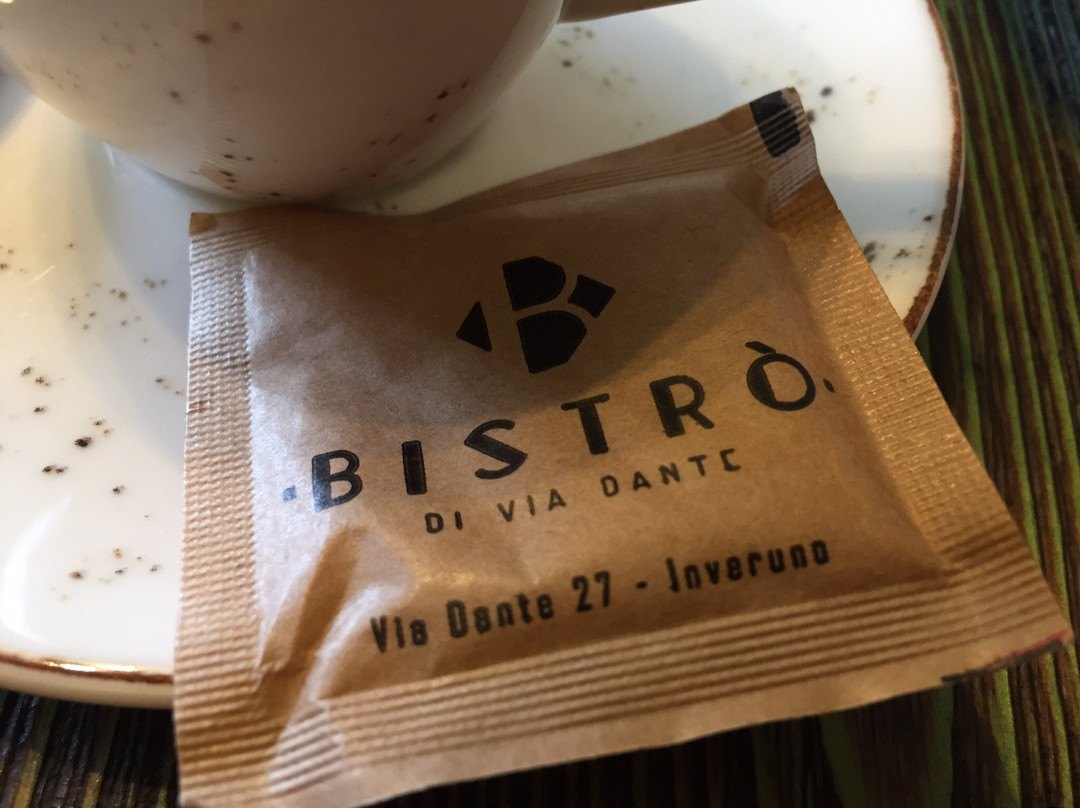 B
·BISTRÒ·
DI VIA DANTE
Via Dante 27 - Inveruno